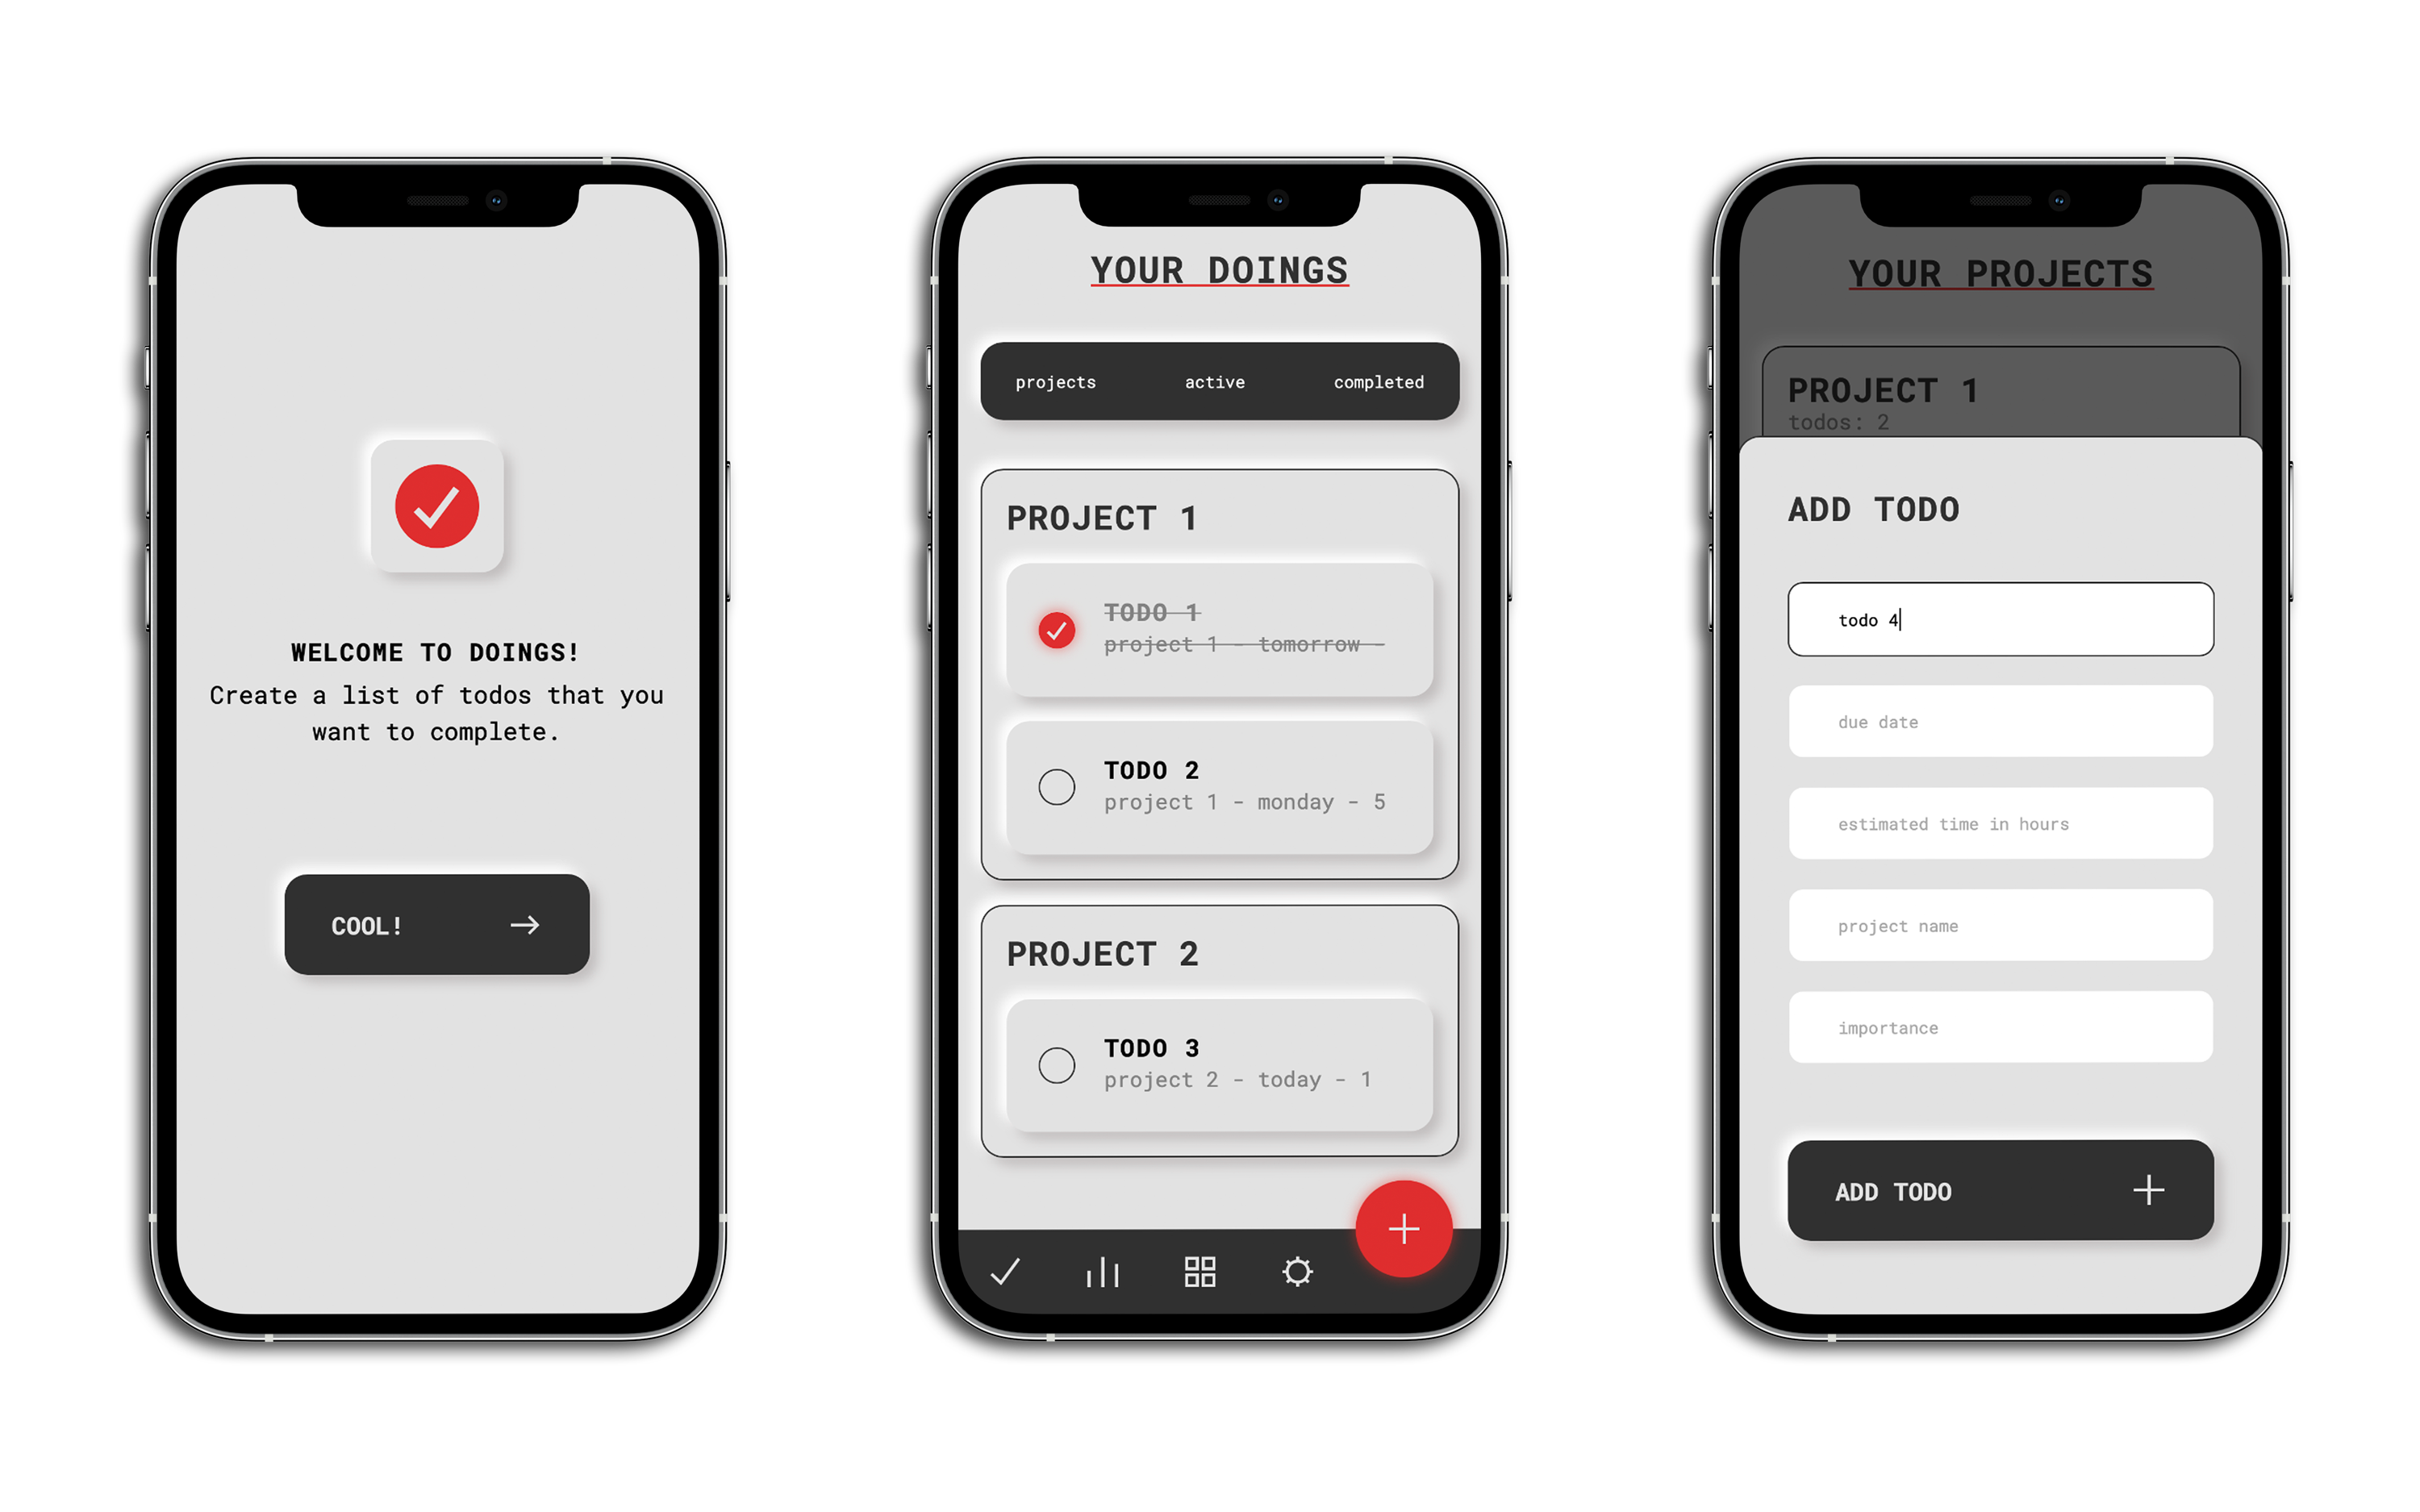 WELCOME TO DOINGS!
Create a list of todos that you
want to complete.
COOL!
YOUR DOINGS
projects active completed
PROJECT 1
TODO 1
project 1 - tomorrow -
TODO 2
project 1 - monday - 5
PROJECT 2
TODO 3
project 2 - today - 1
YOUR PROJECTS
PROJECT 1
todos: 2
ADD TODO
todo 4
due date
estimated time in hours
project name
importance
ADD TODO